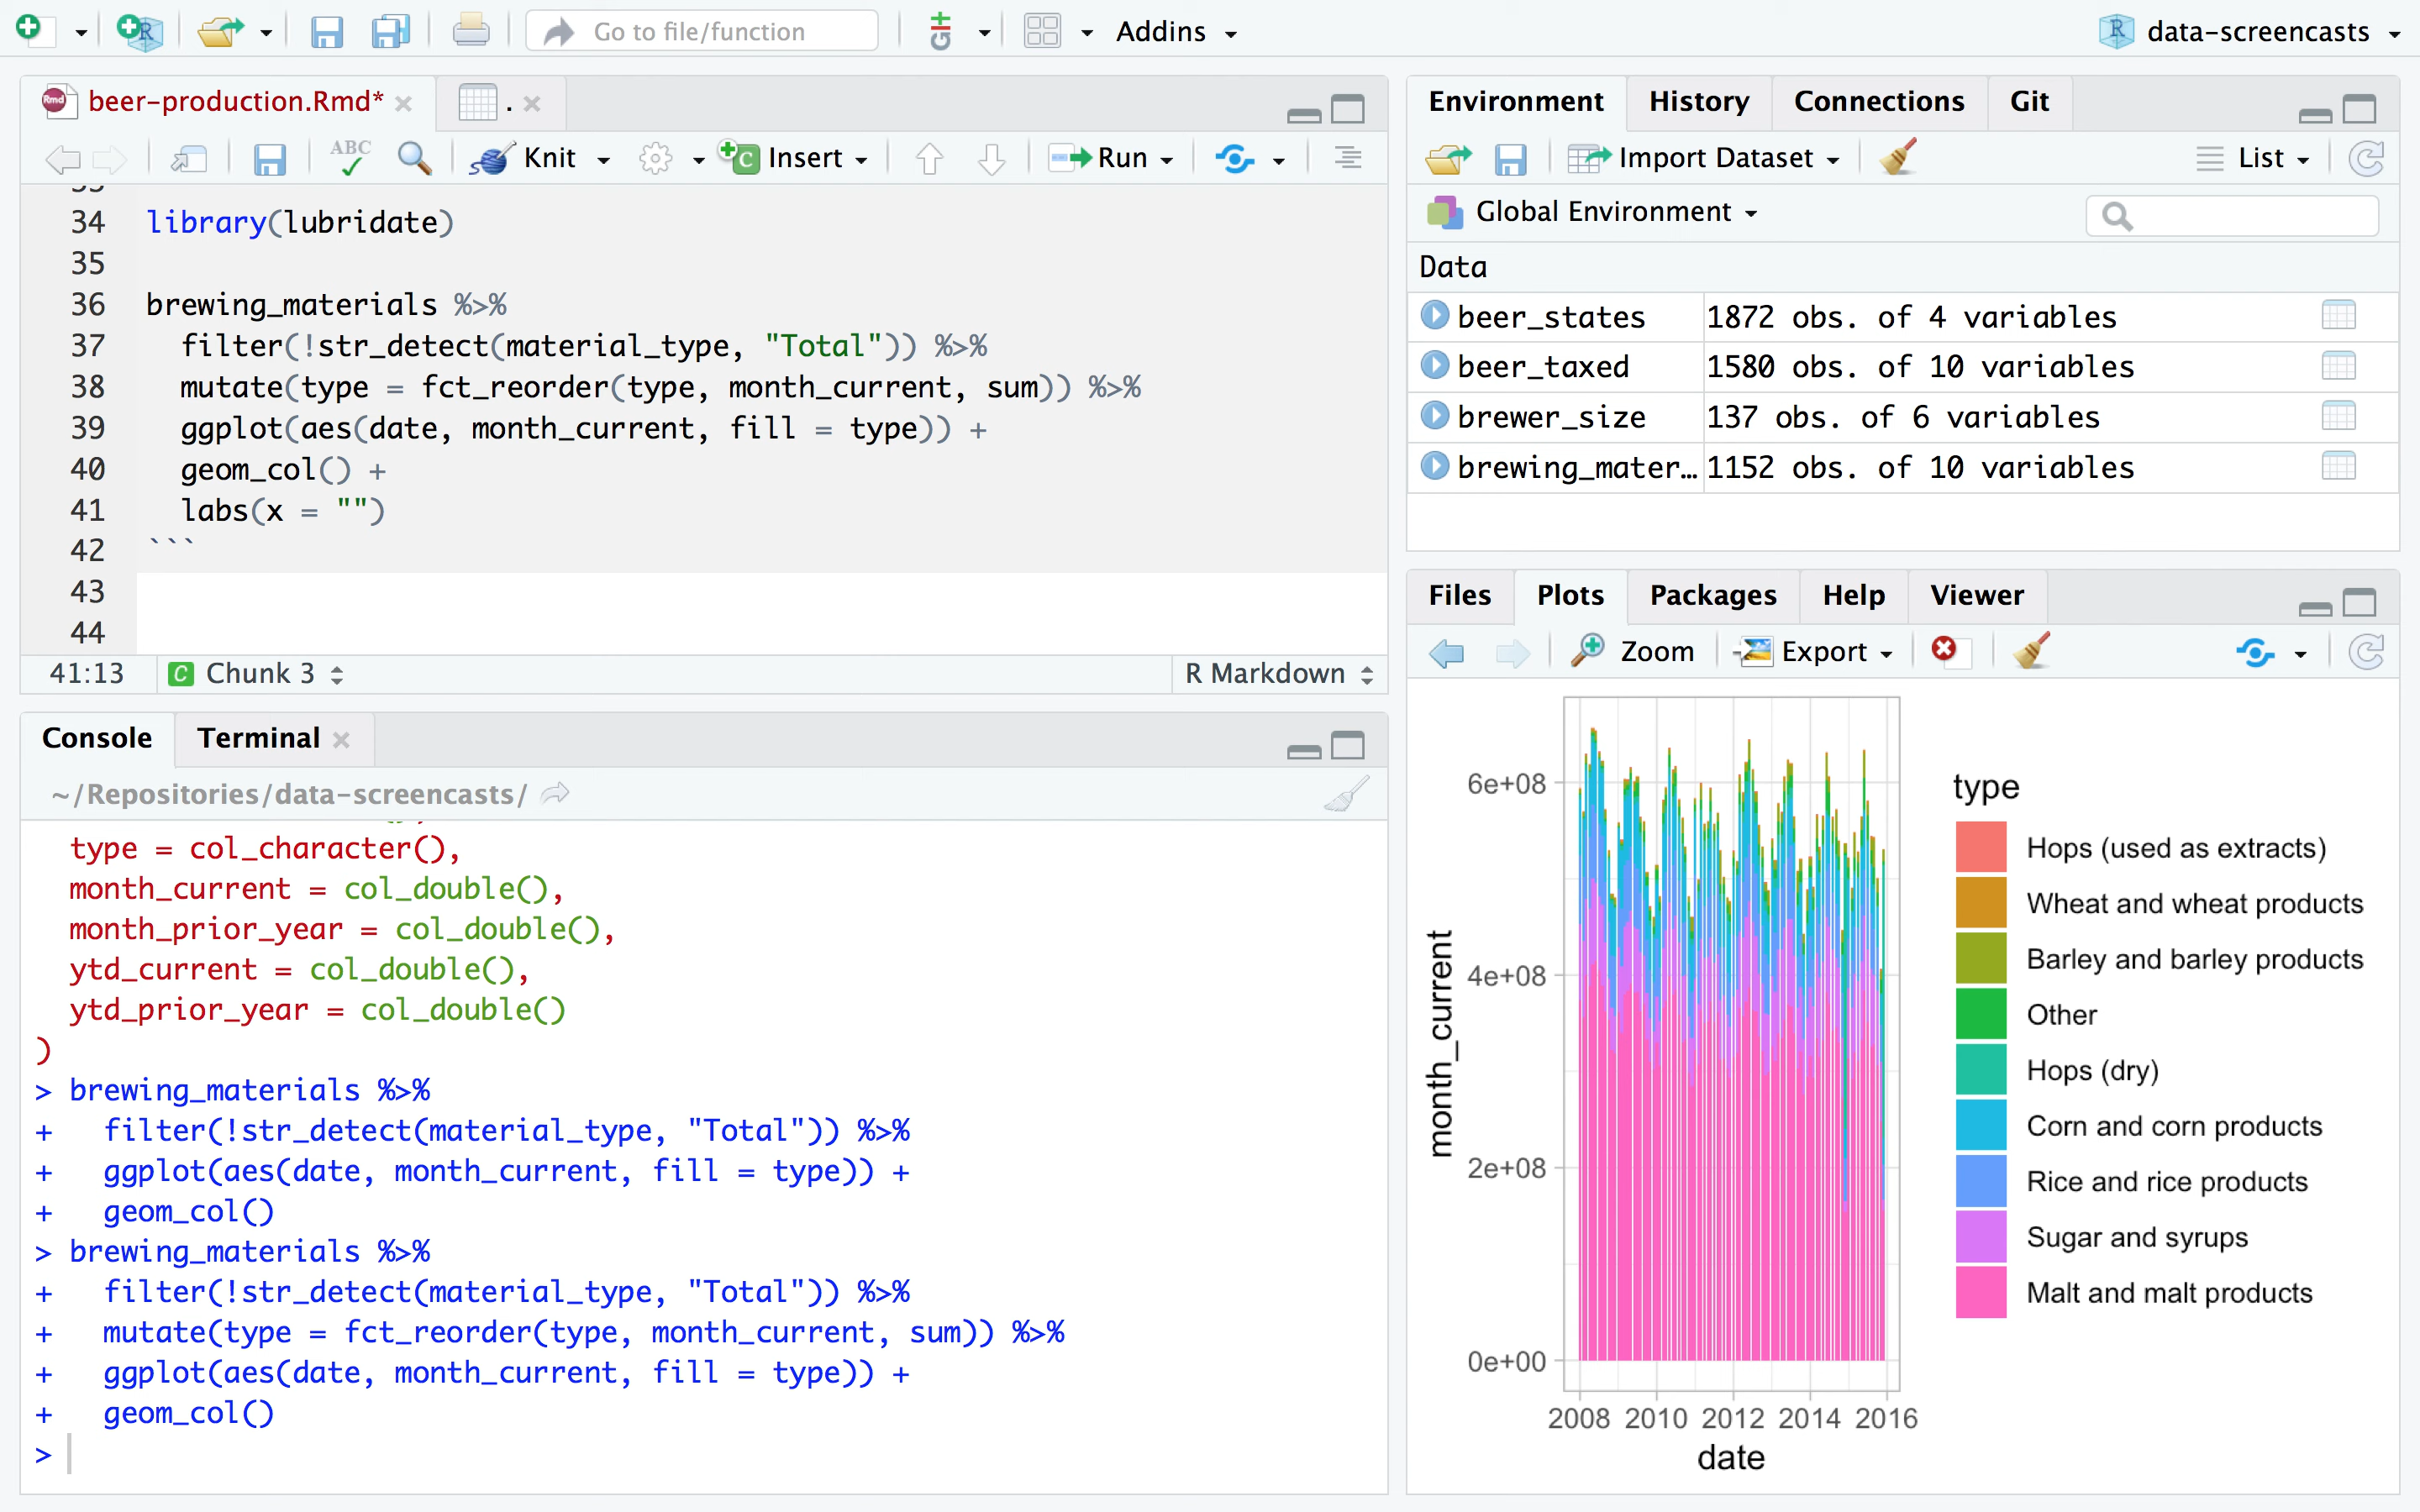 Go to file/function
Addins
data-screencasts
beer-production.Rmd*
.
ABC
Knit
Insert
Run
34 library(lubridate)
35
36 brewing_materials %>%
37 filter(!str_detect(material_type, "Total")) %>%
38 mutate(type = fct_reorder(type, month_current, sum)) %>%
39 ggplot(aes(date, month_current, fill = type)) +
40 geom_col() +
41 labs(x = "")
42 ```
43
44
41:13 C Chunk 3
R Markdown
Console Terminal
~/Repositories/data-screencasts/
type = col_character(),
month_current = col_double(),
month_prior_year = col_double(),
ytd_current = col_double(),
ytd_prior_year = col_double()
)
> brewing_materials %>%
+ filter(!str_detect(material_type, "Total")) %>%
+ ggplot(aes(date, month_current, fill = type)) +
+ geom_col()
> brewing_materials %>%
+ filter(!str_detect(material_type, "Total")) %>%
+ mutate(type = fct_reorder(type, month_current, sum)) %>%
+ ggplot(aes(date, month_current, fill = type)) +
+ geom_col()
>
Environment History Connections Git
Import Dataset
List
Global Environment
Data
beer_states 1872 obs. of 4 variables
beer_taxed 1580 obs. of 10 variables
brewer_size 137 obs. of 6 variables
brewing_mater… 1152 obs. of 10 variables
Files Plots Packages Help Viewer
Zoom Export
month_current
6e+08
4e+08
2e+08
0e+00
2008 2010 2012 2014 2016
date
type
Hops (used as extracts)
Wheat and wheat products
Barley and barley products
Other
Hops (dry)
Corn and corn products
Rice and rice products
Sugar and syrups
Malt and malt products